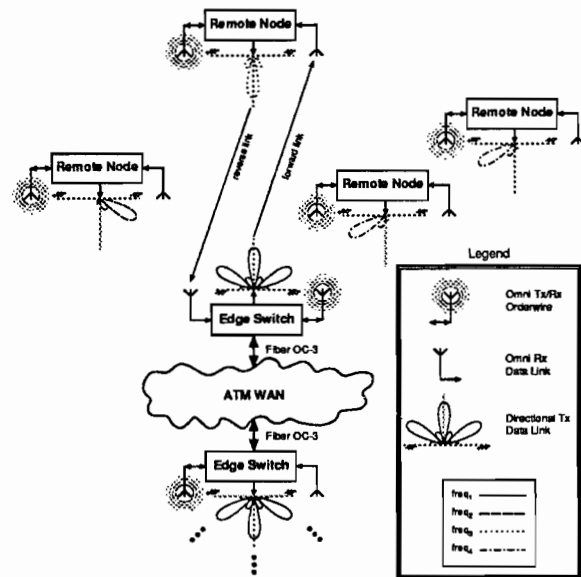 Remote Node
Remote Node
Remote Node
Remote Node
reverse link
forward link
Legend
Omni Tx/Rx
Orderwire
Omni Rx
Data Link
Directional Tx
Data Link
freq1
freq2
freq3
freq4
Edge Switch
Fiber OC-3
ATM WAN
Fiber OC-3
Edge Switch